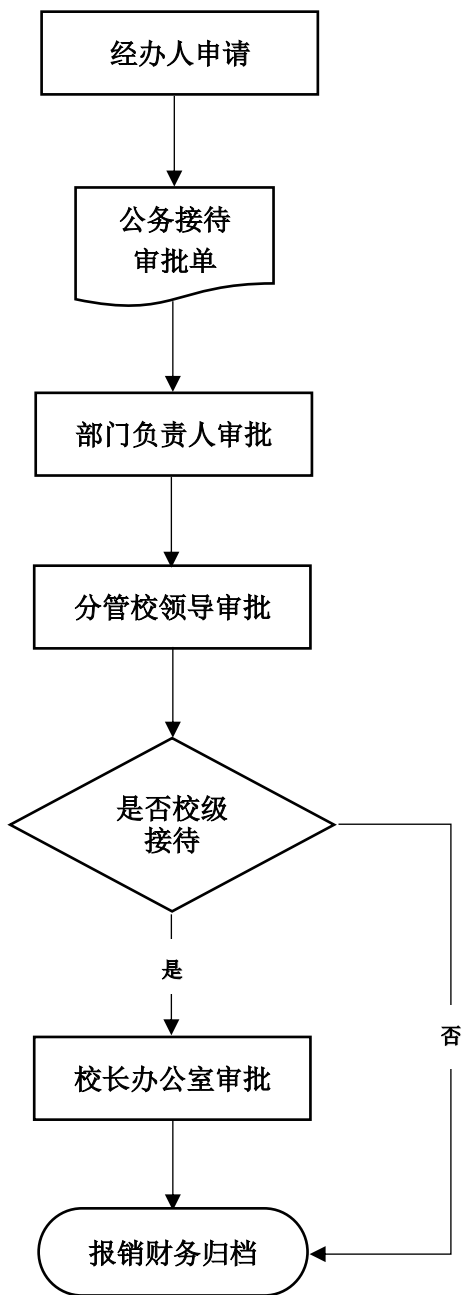 经办人申请
公务接待
审批单
部门负责人审批
分管校领导审批
是否校级
接待
是
否
校长办公室审批
报销财务归档